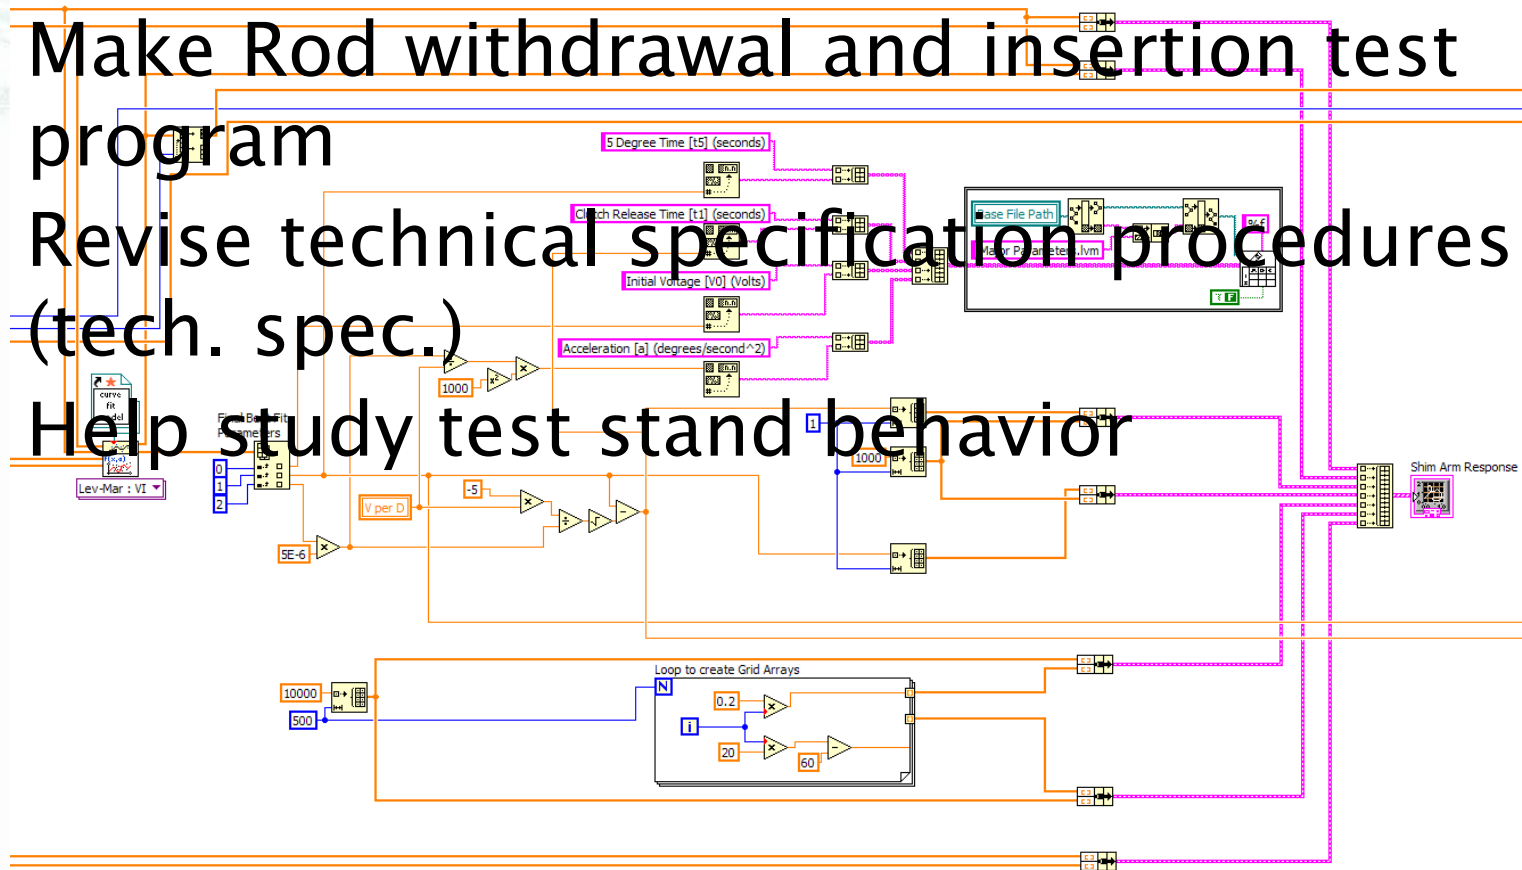 Make Rod withdrawal and insertion test
program
Revise technical specification procedures
(tech. spec.)
Help study test stand behavior
5 Degree Time [t5] (seconds)
Clutch Release Time [t1] (seconds)
Initial Voltage [V0] (Volts)
Acceleration [a] (degrees/second^2)
Base File Path
Major Parameters.lvm
%f
T F
1000
x²
curve
fit
model
Final Best Fit
Parameters
0
1
2
Lev-Mar : VI
V per D
-5
5E-6
1
1000
Shim Arm Response
10000
500
Loop to create Grid Arrays
N
i
0.2
20
60